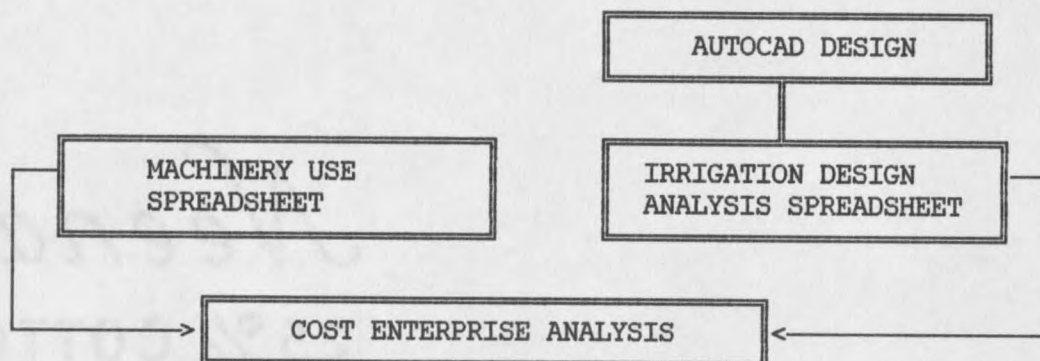 AUTOCAD DESIGN
MACHINERY USE
SPREADSHEET
IRRIGATION DESIGN
ANALYSIS SPREADSHEET
COST ENTERPRISE ANALYSIS